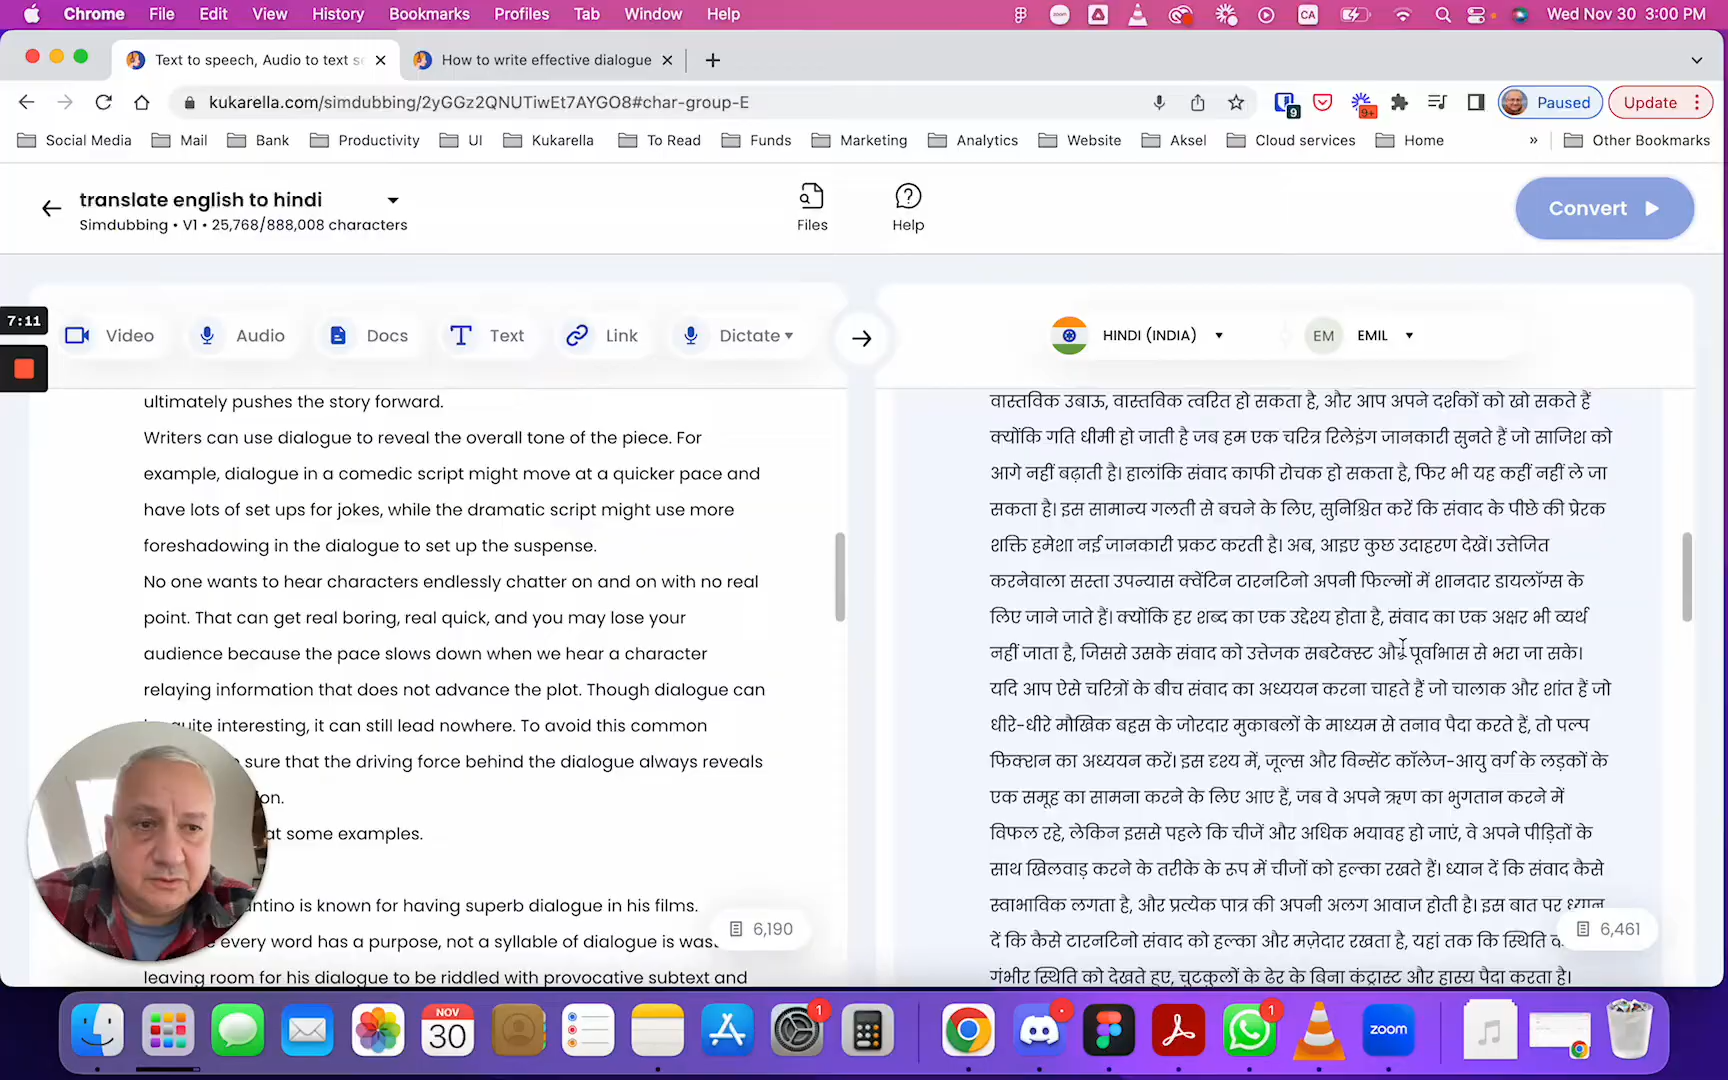 Chrome File Edit View History Bookmarks Profiles Tab Window Help
zoom CA Wed Nov 30 3:00 PM
Text to speech, Audio to text s
How to write effective dialogue
kukarella.com/simdubbing/2yGGz2QNUTiwEt7AYGO8#char-group-E
9 9+ Paused Update
Social Media Mail Bank Productivity UI Kukarella To Read Funds Marketing Analytics Website Aksel Cloud services Home » Other Bookmarks
translate english to hindi
Simdubbing • V1 • 25,768/888,008 characters
Files
Help
Convert
7:11
Video Audio Docs Text Link Dictate
HINDI (INDIA) EM EMIL
ultimately pushes the story forward.
Writers can use dialogue to reveal the overall tone of the piece. For
example, dialogue in a comedic script might move at a quicker pace and
have lots of set ups for jokes, while the dramatic script might use more
foreshadowing in the dialogue to set up the suspense.
No one wants to hear characters endlessly chatter on and on with no real
point. That can get real boring, real quick, and you may lose your
audience because the pace slows down when we hear a character
relaying information that does not advance the plot. Though dialogue can
quite interesting, it can still lead nowhere. To avoid this common
sure that the driving force behind the dialogue always reveals
on.
at some examples.
antino is known for having superb dialogue in his films.
every word has a purpose, not a syllable of dialogue is was
leaving room for his dialogue to be riddled with provocative subtext and
6,190
वास्तविक उबाऊ, वास्तविक त्वरित हो सकता है, और आप अपने दर्शकों को खो सकते हैं
क्योंकि गति धीमी हो जाती है जब हम एक चरित्र रिलेइंग जानकारी सुनते हैं जो साजिश को
आगे नहीं बढ़ाती है। हालांकि संवाद काफी रोचक हो सकता है, फिर भी यह कहीं नहीं ले जा
सकता है। इस सामान्य गलती से बचने के लिए, सुनिश्चित करें कि संवाद के पीछे की प्रेरक
शक्ति हमेशा नई जानकारी प्रकट करती है। अब, आइए कुछ उदाहरण देखें। उत्तेजित
करनेवाला सस्ता उपन्यास क्वेंटिन टारनटिनो अपनी फिल्मों में शानदार डायलॉग्स के
लिए जाने जाते हैं। क्योंकि हर शब्द का एक उद्देश्य होता है, संवाद का एक अक्षर भी व्यर्थ
नहीं जाता है, जिससे उसके संवाद को उत्तेजक सबटेक्स्ट और पूर्वाभास से भरा जा सके।
यदि आप ऐसे चरित्रों के बीच संवाद का अध्ययन करना चाहते हैं जो चालाक और शांत हैं जो
धीरे-धीरे मौखिक बहस के जोरदार मुकाबलों के माध्यम से तनाव पैदा करते हैं, तो पल्प
फिक्शन का अध्ययन करें। इस दृश्य में, जूल्स और विन्सेंट कॉलेज-आयु वर्ग के लड़कों के
एक समूह का सामना करने के लिए आए हैं, जब वे अपने ऋण का भुगतान करने में
विफल रहे, लेकिन इससे पहले कि चीजें और अधिक भयावह हो जाएं, वे अपने पीड़ितों के
साथ खिलवाड़ करने के तरीके के रूप में चीजों को हल्का रखते हैं। ध्यान दें कि संवाद कैसे
स्वाभाविक लगता है, और प्रत्येक पात्र की अपनी अलग आवाज होती है। इस बात पर ध्यान
दें कि कैसे टारनटिनो संवाद को हल्का और मज़ेदार रखता है, यहां तक कि स्थिति
गंभीर स्थिति को देखते हुए, चुटकुलों के ढेर के बिना कंट्रास्ट और हास्य पैदा करता है।
6,461
NOV
30
1
1
zoom